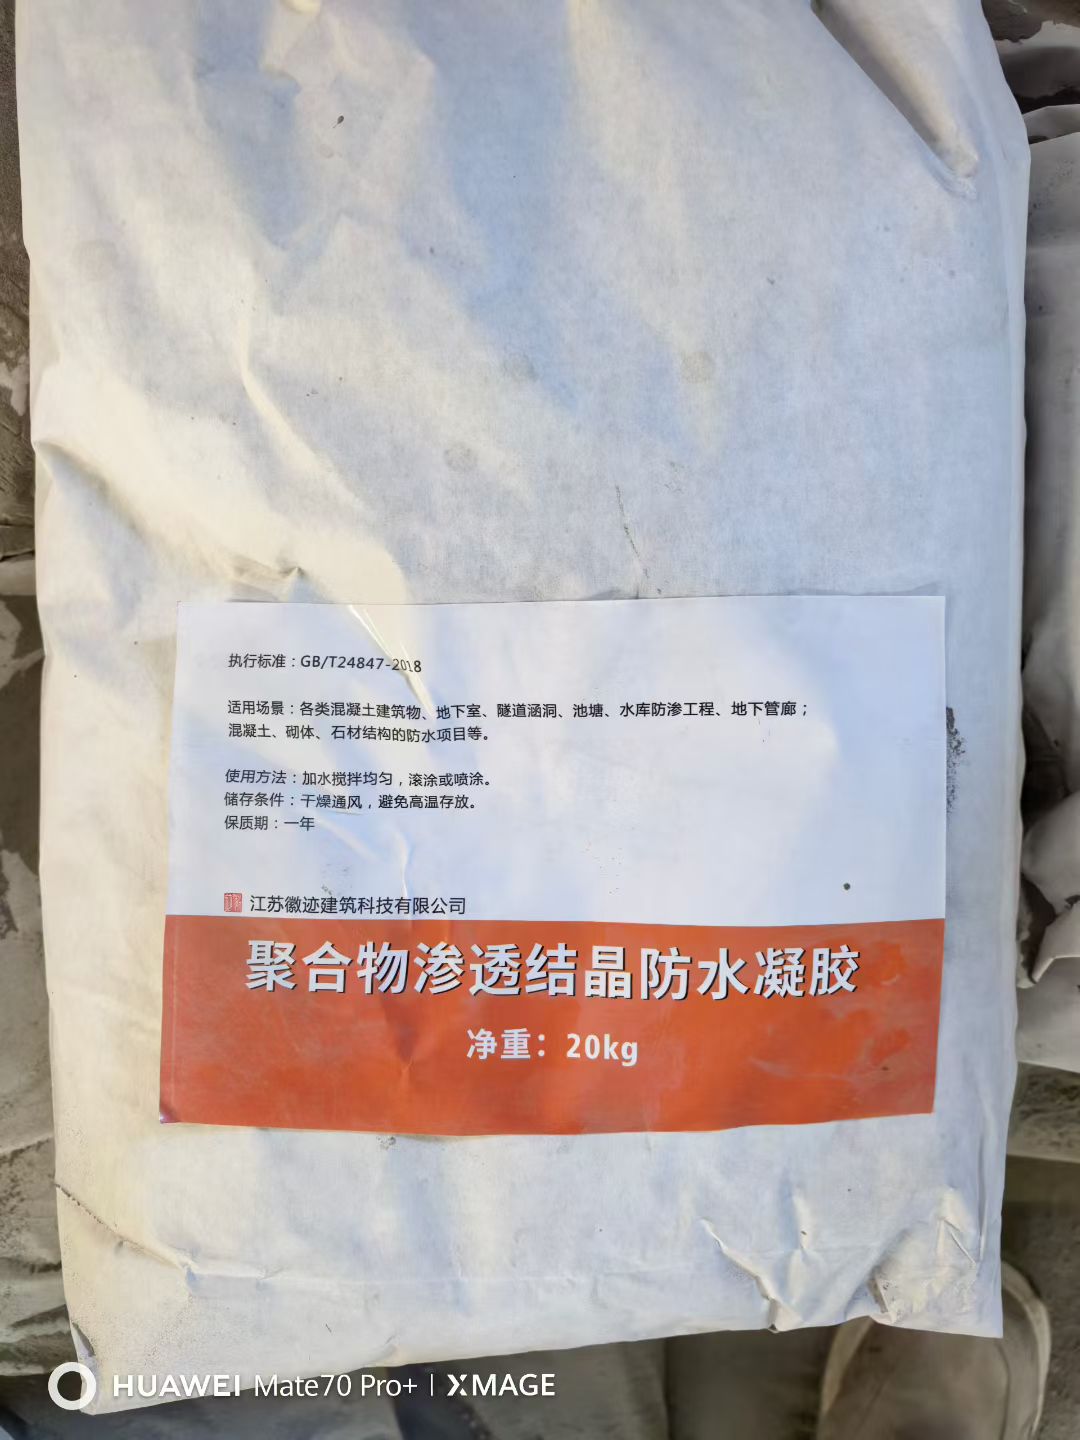 执行标准：GB/T24847-2018
适用场景：各类混凝土建筑物、地下室、隧道涵洞、池塘、水库防渗工程、地下管廊；
混凝土、砌体、石材结构的防水项目等。
使用方法：加水搅拌均匀，滚涂或喷涂。
储存条件：干燥通风，避免高温存放。
保质期：一年
江苏徽迹建筑科技有限公司
聚合物渗透结晶防水凝胶
净重：20kg
HUAWEI Mate70 Pro+ | XMAGE